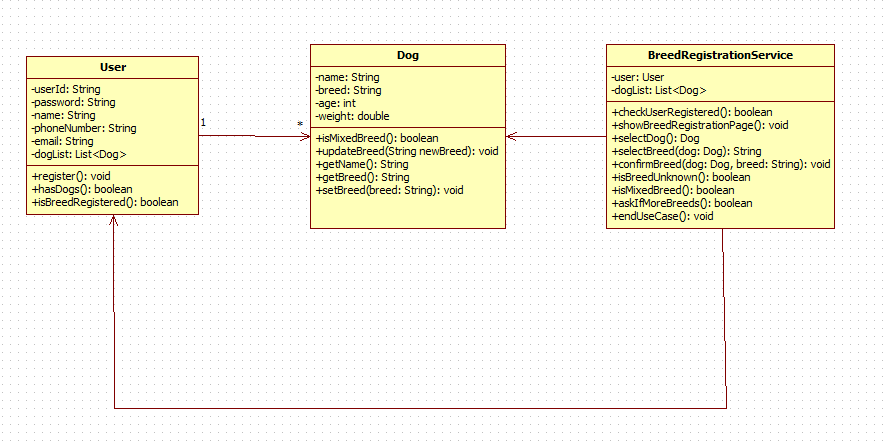 User
-userId: String
-password: String
-name: String
-phoneNumber: String
-email: String
-dogList: List<Dog>
+register(): void
+hasDogs(): boolean
+isBreedRegistered(): boolean
1
*
Dog
-name: String
-breed: String
-age: int
-weight: double
+isMixedBreed(): boolean
+updateBreed(String newBreed): void
+getName(): String
+getBreed(): String
+setBreed(breed: String): void
BreedRegistrationService
-user: User
-dogList: List<Dog>
+checkUserRegistered(): boolean
+showBreedRegistrationPage(): void
+selectDog(): Dog
+selectBreed(dog: Dog): String
+confirmBreed(dog: Dog, breed: String): void
+isBreedUnknown(): boolean
+isMixedBreed(): boolean
+askIfMoreBreeds(): boolean
+endUseCase(): void